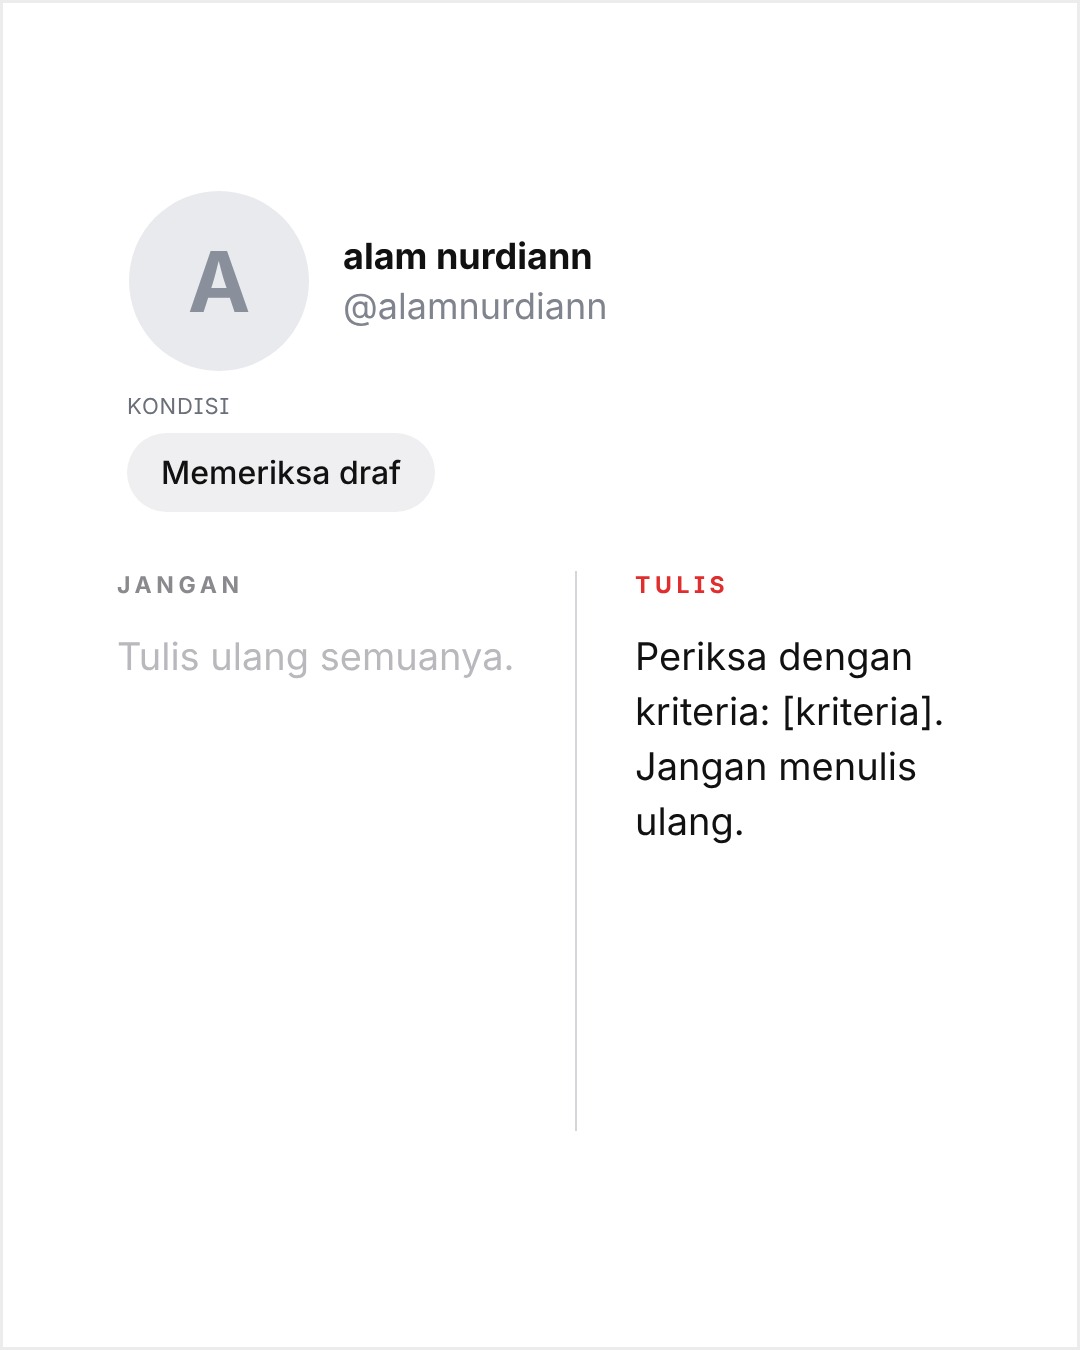 A
alam nurdiann
@alamnurdiann
KONDISI
Memeriksa draf
JANGAN
Tulis ulang semuanya.
TULIS
Periksa dengan
kriteria: [kriteria].
Jangan menulis
ulang.